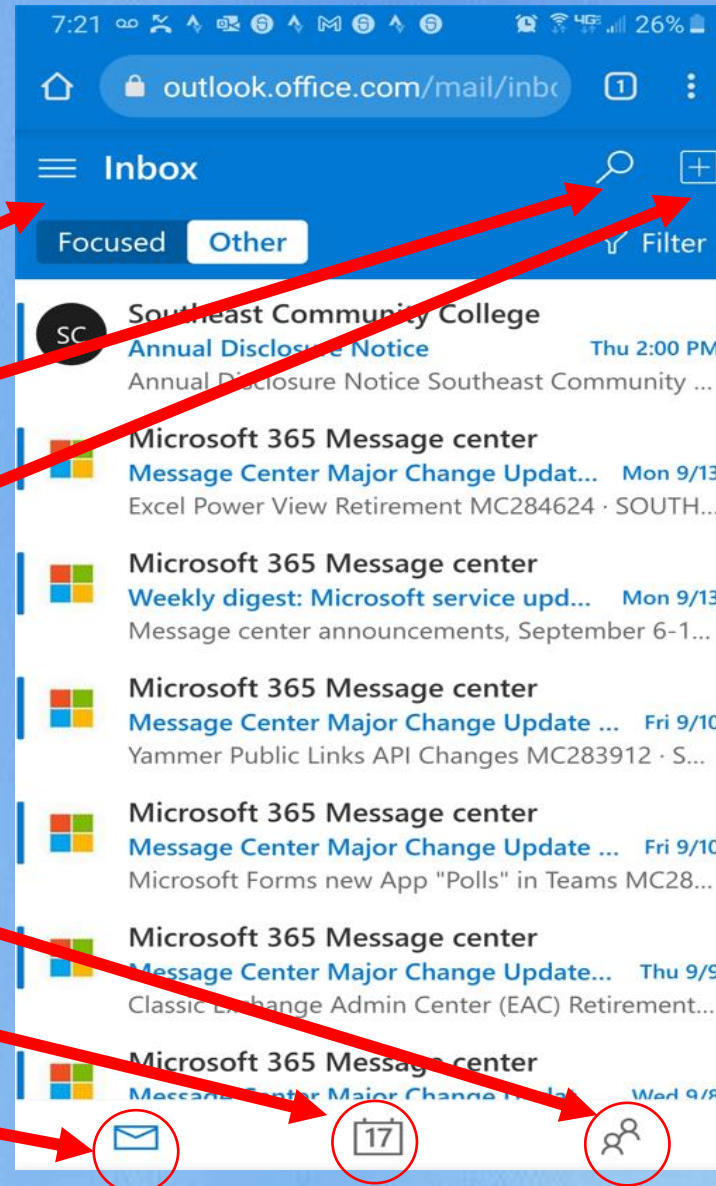 7:21 4G 26%
outlook.office.com/mail/inbo 1
Inbox
Focused Other Filter
SC Southeast Community College
Annual Disclosure Notice Thu 2:00 PM
Annual Disclosure Notice Southeast Community ...
Microsoft 365 Message center
Message Center Major Change Updat... Mon 9/13
Excel Power View Retirement MC284624 · SOUTH...
Microsoft 365 Message center
Weekly digest: Microsoft service upd... Mon 9/13
Message center announcements, September 6-1...
Microsoft 365 Message center
Message Center Major Change Update ... Fri 9/10
Yammer Public Links API Changes MC283912 · S...
Microsoft 365 Message center
Message Center Major Change Update ... Fri 9/10
Microsoft Forms new App "Polls" in Teams MC28...
Microsoft 365 Message center
Message Center Major Change Update... Thu 9/9
Classic Exchange Admin Center (EAC) Retirement...
Microsoft 365 Message center
Message Center Major Change Wed 9/8
17